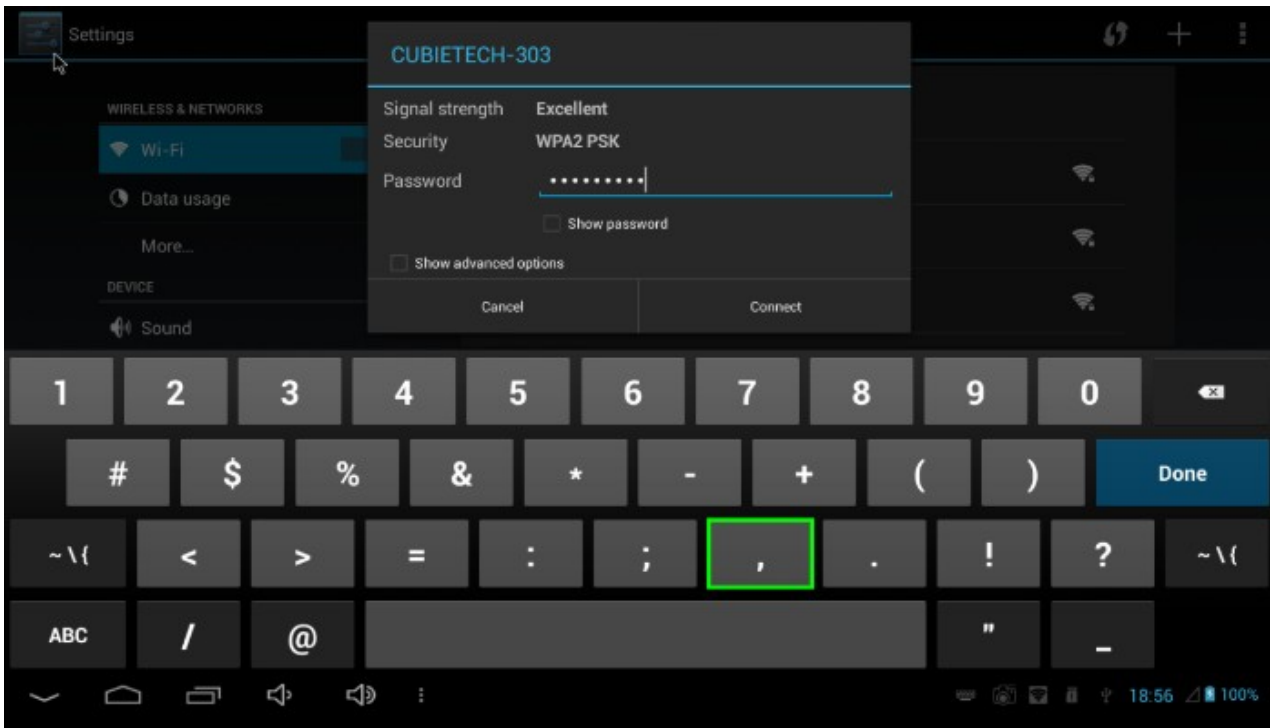 Settings
CUBIETECH-303
Signal strength Excellent
Security WPA2 PSK
Password •••••••••
Show password
Show advanced options
Cancel Connect
WIRELESS & NETWORKS
Wi-Fi
Data usage
More...
DEVICE
Sound
1 2 3 4 5 6 7 8 9 0
# $ % & * - + ( ) Done
~ \ { < > = : ; , . ! ? ~ \ {
ABC / @ " _
18:56 100%